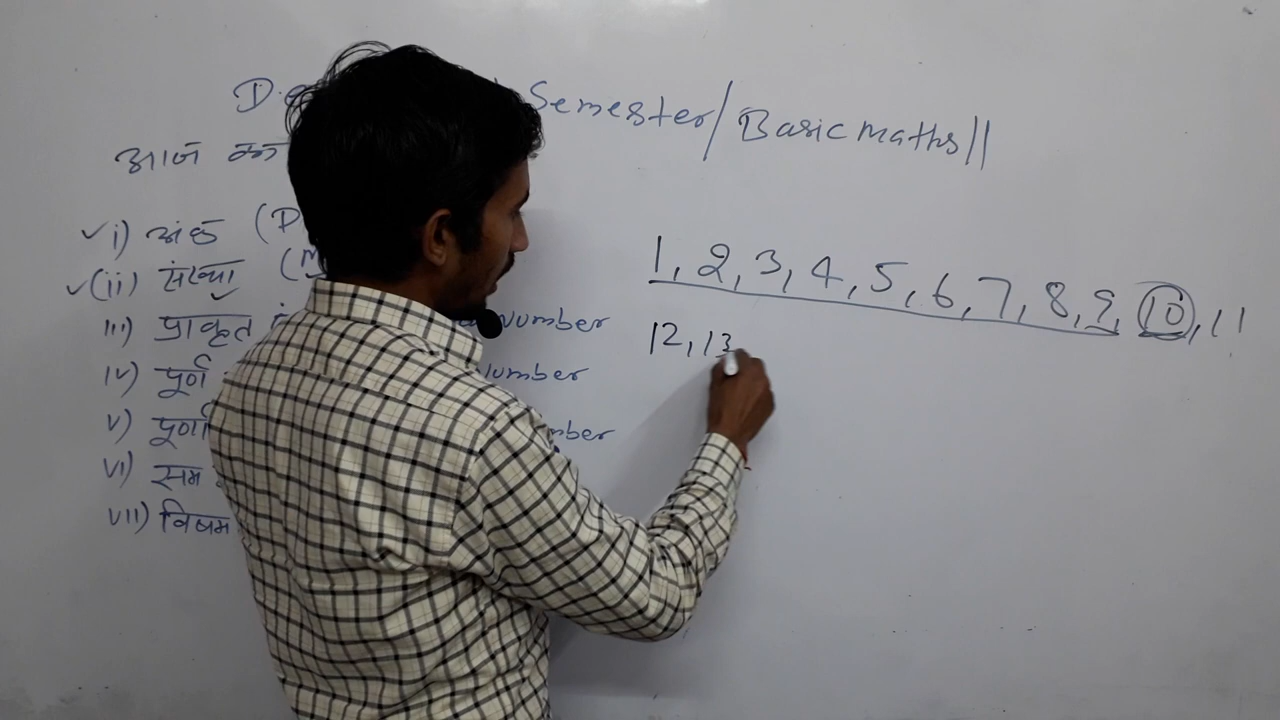 Semester/Basic maths||
आज का
i) अंक (
(ii) संख्या (
iii) प्राकृत Number
iv) पूर्ण Number
v)
vi) सम
vii) विषम
1, 2, 3, 4, 5, 6, 7, 8, 9, 10, 11
12, 13